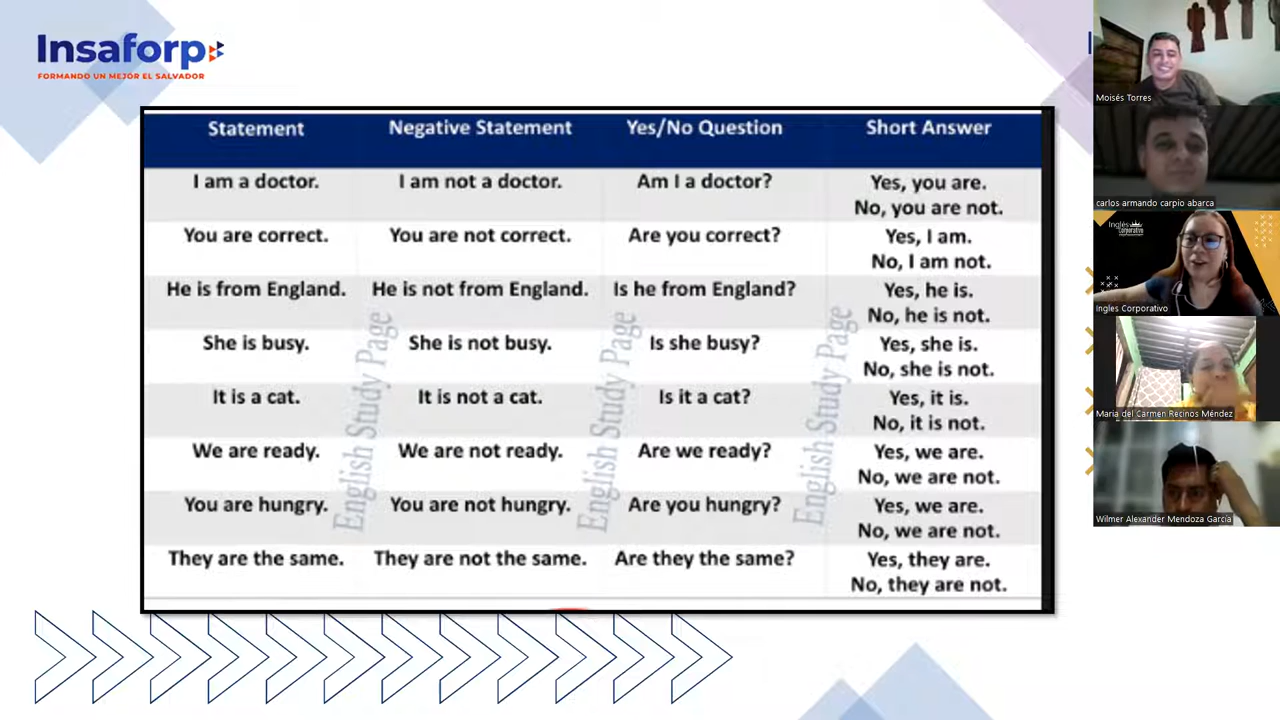 Insaforp
FORMANDO UN MEJOR EL SALVADOR
Statement Negative Statement Yes/No Question Short Answer
I am a doctor. I am not a doctor. Am I a doctor? Yes, you are.
No, you are not.
You are correct. You are not correct. Are you correct? Yes, I am.
No, I am not.
He is from England. He is not from England. Is he from England? Yes, he is.
No, he is not.
She is busy. She is not busy. Is she busy? Yes, she is.
No, she is not.
It is a cat. It is not a cat. Is it a cat? Yes, it is.
No, it is not.
We are ready. We are not ready. Are we ready? Yes, we are.
No, we are not.
You are hungry. You are not hungry. Are you hungry? Yes, we are.
No, we are not.
They are the same. They are not the same. Are they the same? Yes, they are.
No, they are not.
English Study Page
English Study Page
English Study Page
Moisés Torres
carlos armando carpio abarca
Inglés
Corporativo
Ingles Corporativo
Maria del Carmen Recinos Méndez
Wilmer Alexander Mendoza García